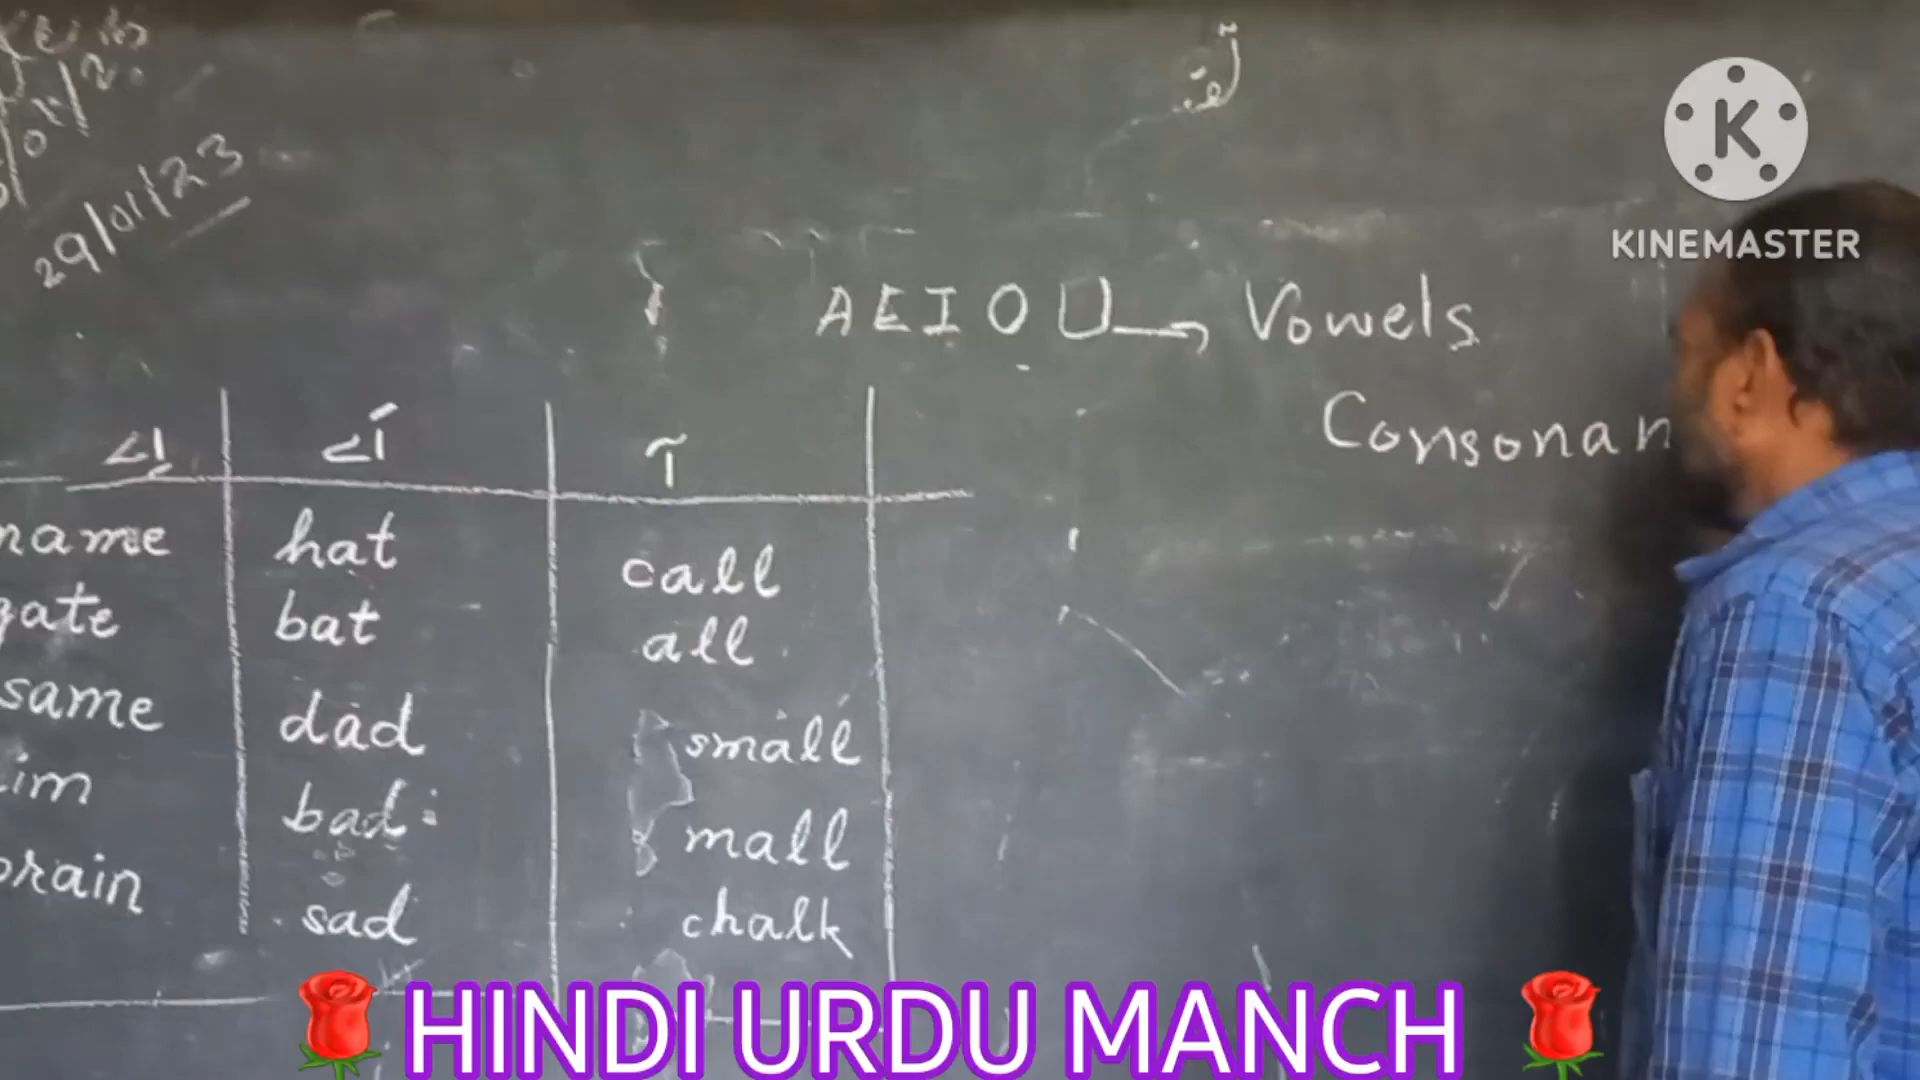 29/01/23
KINEMASTER
A E I O U → Vowels
Consonan
name hat call
gate bat all
same dad small
im bad mall
rain sad chalk
🌹HINDI URDU MANCH🌹